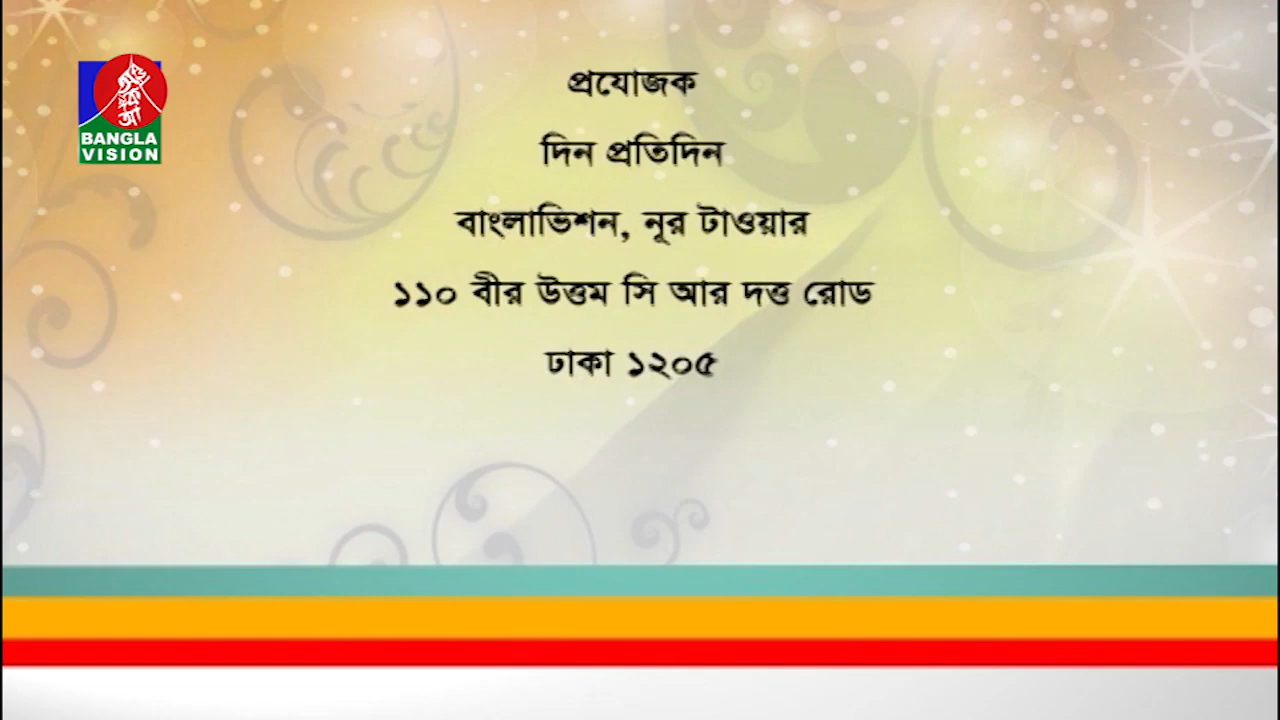 BANGLA
VISION
প্রযোজক
দিন প্রতিদিন
বাংলাভিশন, নূর টাওয়ার
১১০ বীর উত্তম সি আর দত্ত রোড
ঢাকা ১২০৫